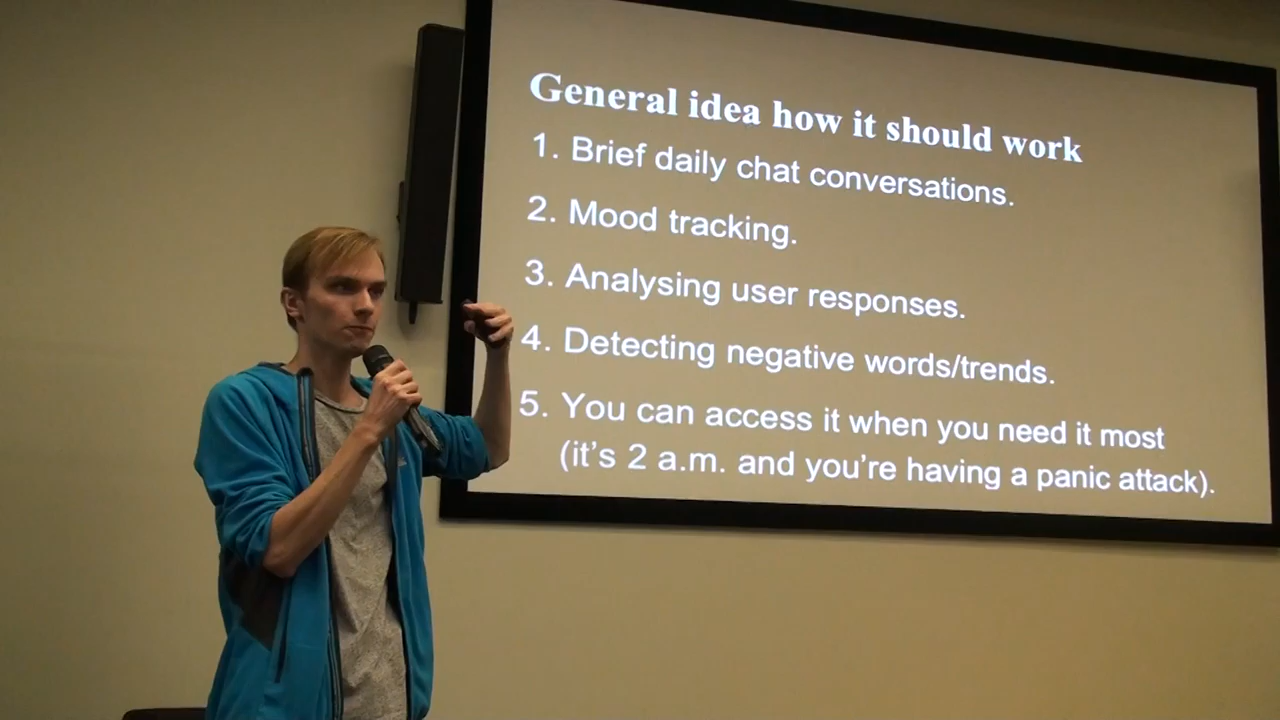 General idea how it should work
1. Brief daily chat conversations.
2. Mood tracking.
3. Analysing user responses.
4. Detecting negative words/trends.
5. You can access it when you need it most
(it’s 2 a.m. and you’re having a panic attack).